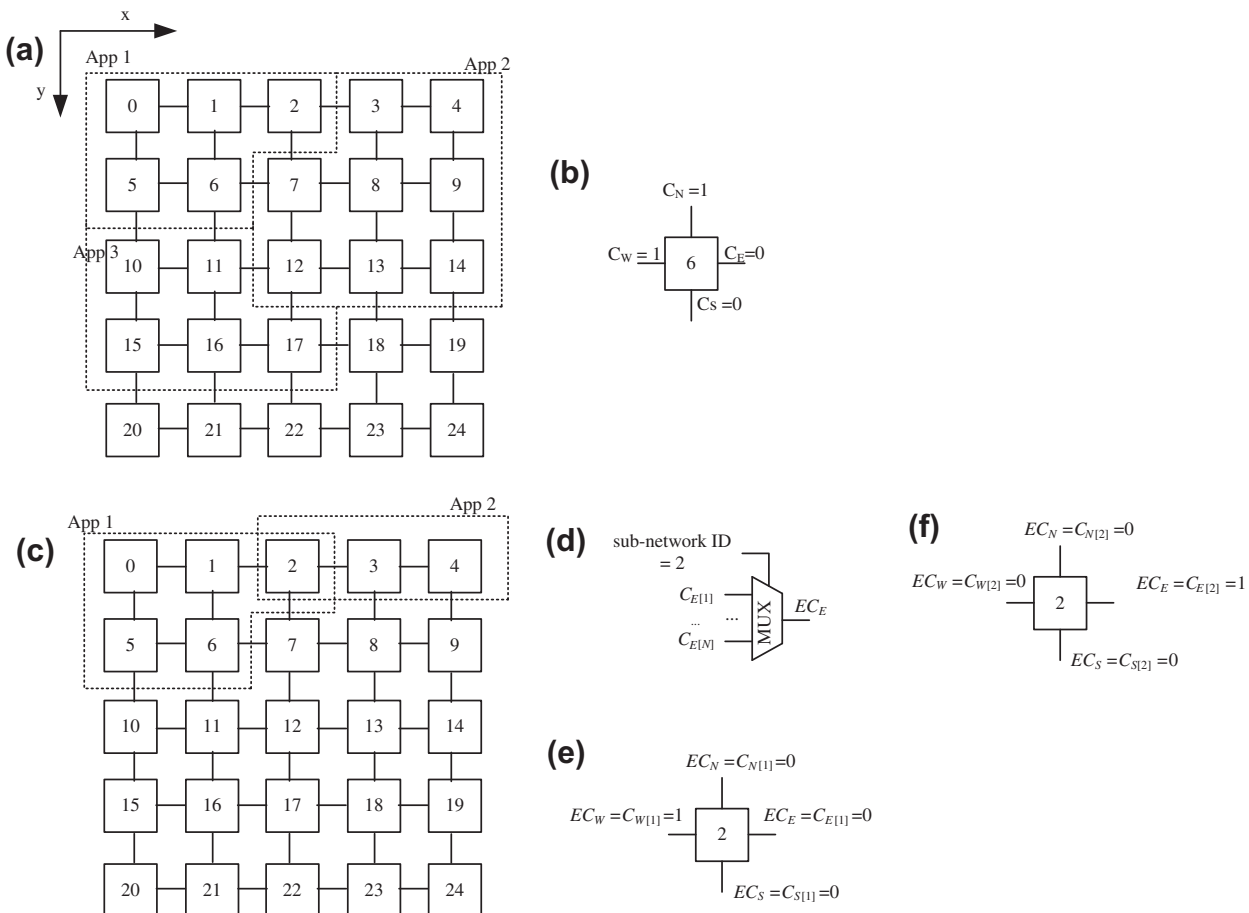 (a)
x
y
App 1
App 2
0 1 2 3 4
5 6 7 8 9
App 3
10 11 12 13 14
15 16 17 18 19
20 21 22 23 24
(b)
C_N =1
C_W = 1
6
C_E=0
Cs =0
(c)
App 1
App 2
0 1 2 3 4
5 6 7 8 9
10 11 12 13 14
15 16 17 18 19
20 21 22 23 24
(d)
sub-network ID
= 2
C_E[1]
...
...
C_E[N]
MUX
EC_E
(e)
EC_N =C_N[1]=0
EC_W =C_W[1]=1
2
EC_E =C_E[1]=0
EC_S =C_S[1]=0
(f)
EC_N =C_N[2]=0
EC_W =C_W[2]=0
2
EC_E =C_E[2]=1
EC_S =C_S[2]=0